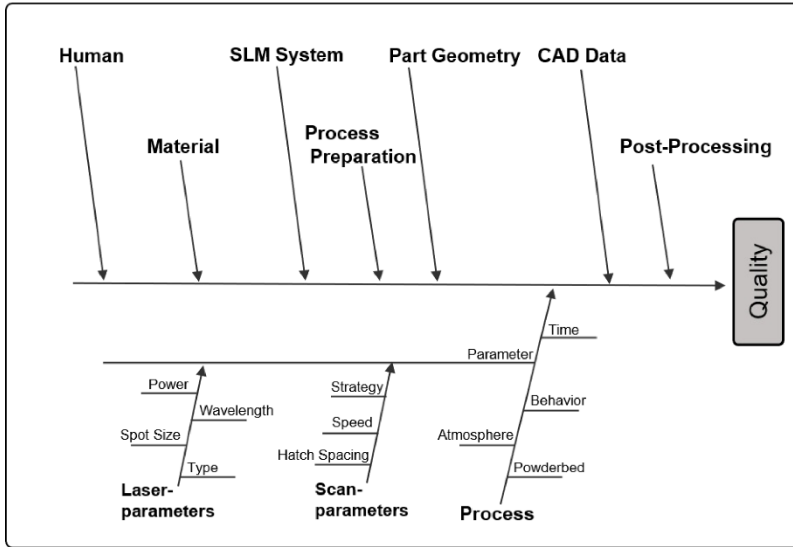 Human
SLM System
Part Geometry
CAD Data
Material
Process
Preparation
Post-Processing
Quality
Time
Parameter
Power
Strategy
Wavelength
Behavior
Speed
Spot Size
Atmosphere
Hatch Spacing
Type
Powderbed
Laser-
parameters
Scan-
parameters
Process